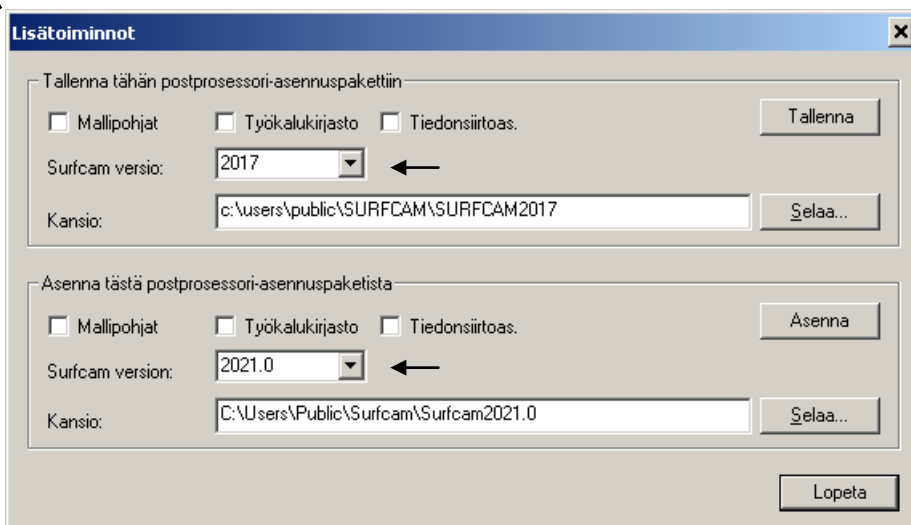 Lisätoiminnot
Tallenna tähän postprosessori-asennuspakettiin
Mallipohjat Työkalukirjasto Tiedonsiirtoas. Tallenna
Surfcam versio: 2017
Kansio: c:\users\public\SURFCAM\SURFCAM2017 Selaa...
Asenna tästä postprosessori-asennuspaketista
Mallipohjat Työkalukirjasto Tiedonsiirtoas. Asenna
Surfcam version: 2021.0
Kansio: C:\Users\Public\Surfcam\Surfcam2021.0 Selaa...
Lopeta